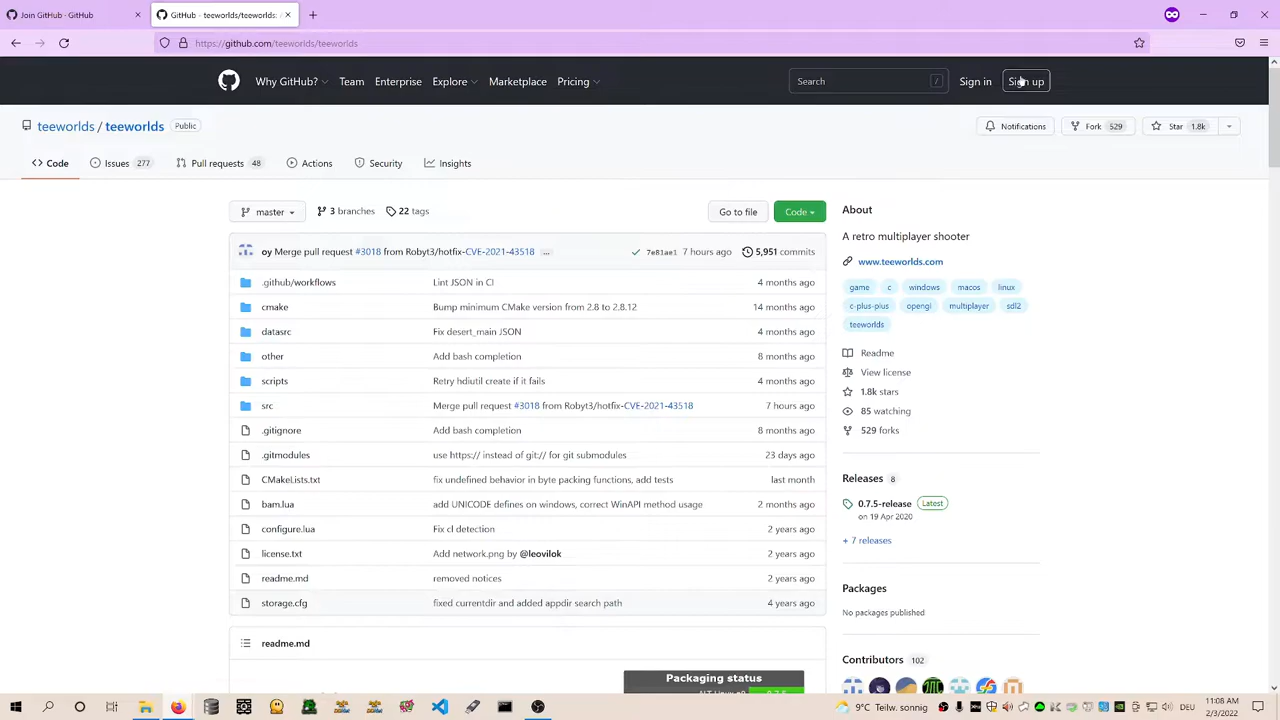 Join GitHub · GitHub
GitHub - teeworlds/teeworlds:
https://github.com/teeworlds/teeworlds
Why GitHub? Team Enterprise Explore Marketplace Pricing Search / Sign in Sign up
teeworlds / teeworlds Public
Notifications Fork 529 Star 1.8k
Code Issues 277 Pull requests 48 Actions Security Insights
master 3 branches 22 tags Go to file Code
oy Merge pull request #3018 from Robyt3/hotfix-CVE-2021-43518 ... 7e81ae1 7 hours ago 5,951 commits
.github/workflows Lint JSON in CI 4 months ago
cmake Bump minimum CMake version from 2.8 to 2.8.12 14 months ago
datasrc Fix desert_main JSON 4 months ago
other Add bash completion 8 months ago
scripts Retry hdiutil create if it fails 4 months ago
src Merge pull request #3018 from Robyt3/hotfix-CVE-2021-43518 7 hours ago
.gitignore Add bash completion 8 months ago
.gitmodules use https:// instead of git:// for git submodules 23 days ago
CMakeLists.txt fix undefined behavior in byte packing functions, add tests last month
bam.lua add UNICODE defines on windows, correct WinAPI method usage 2 months ago
configure.lua Fix cl detection 2 years ago
license.txt Add network.png by @leovilok 2 years ago
readme.md removed notices 2 years ago
storage.cfg fixed currentdir and added appdir search path 4 years ago
readme.md
Packaging status
About
A retro multiplayer shooter
www.teeworlds.com
game c windows macos linux
c-plus-plus opengl multiplayer sdl2
teeworlds
Readme
View license
1.8k stars
85 watching
529 forks
Releases 8
0.7.5-release Latest
on 19 Apr 2020
+ 7 releases
Packages
No packages published
Contributors 102
9°C Teilw. sonnig
11:08 AM
2/3/2022